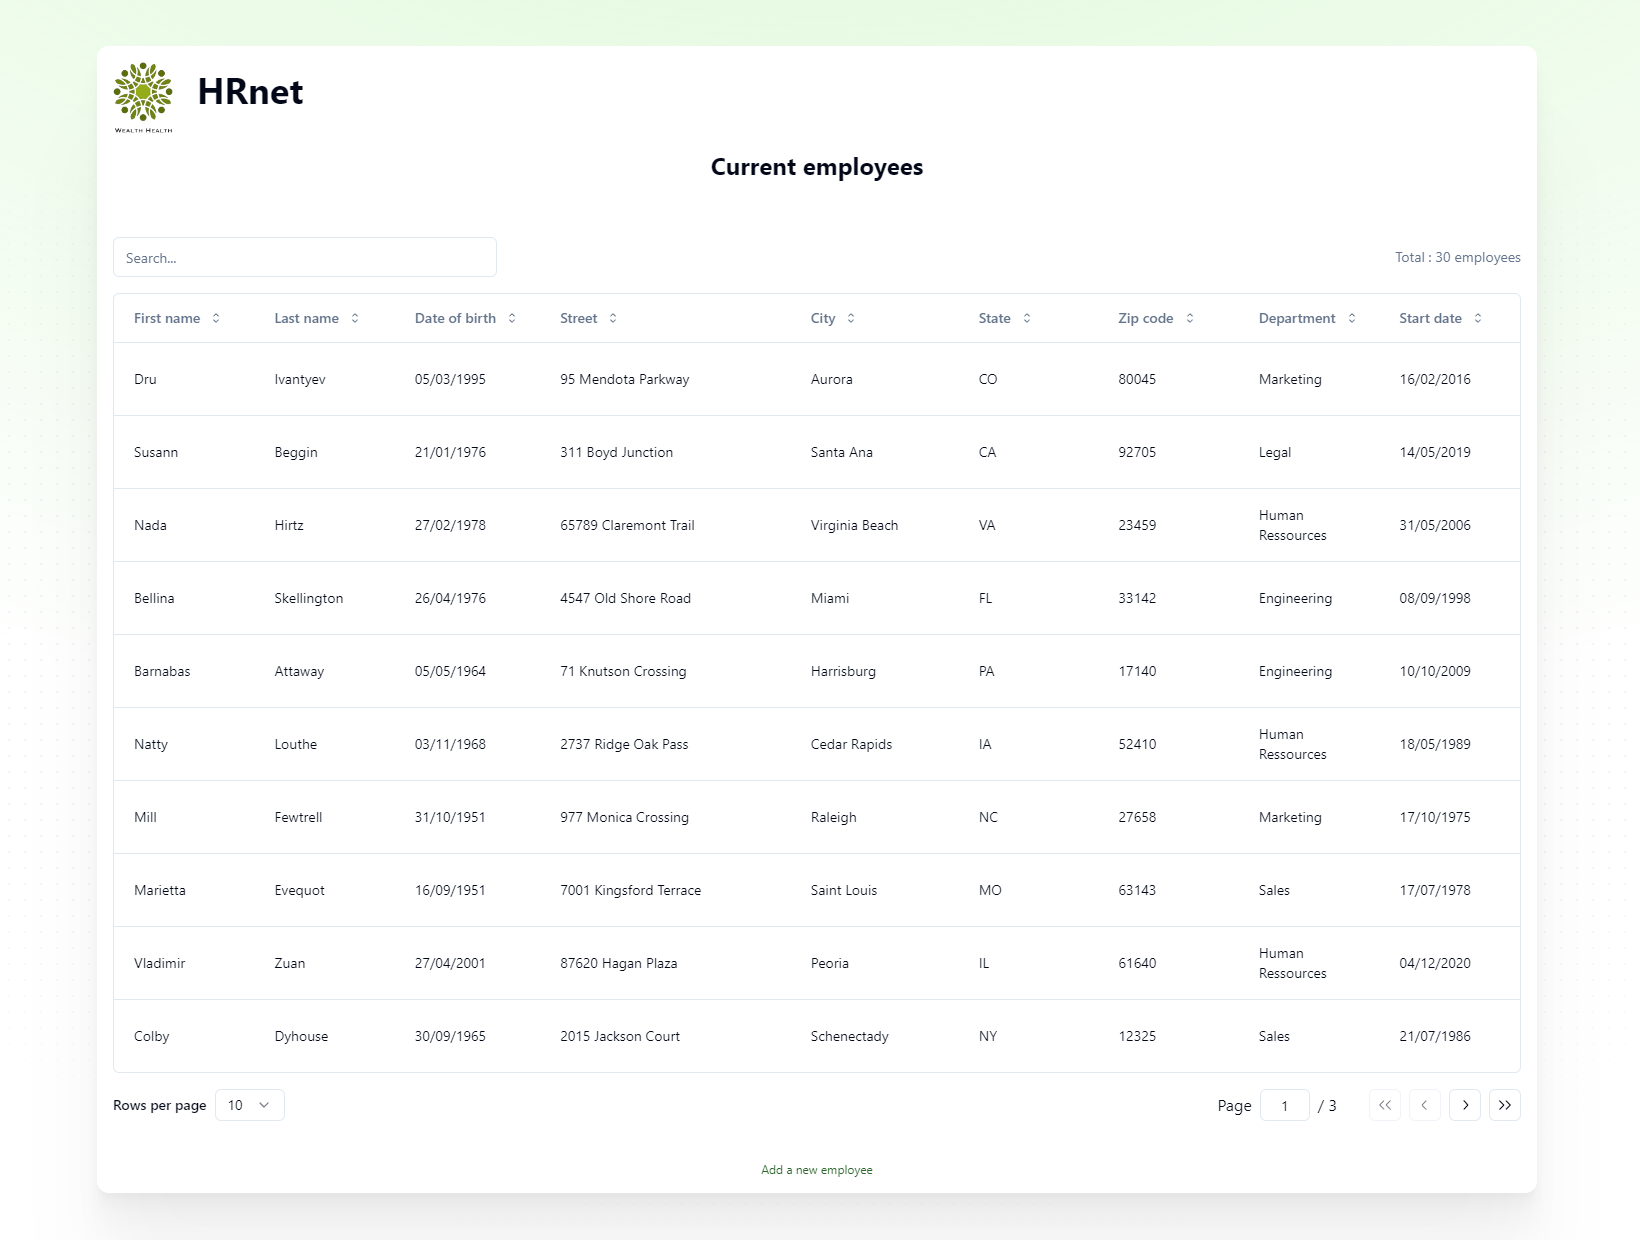 HRnet
WEALTH HEALTH
Current employees
Search...
Total : 30 employees
First name Last name Date of birth Street City State Zip code Department Start date
Dru Ivantyev 05/03/1995 95 Mendota Parkway Aurora CO 80045 Marketing 16/02/2016
Susann Beggin 21/01/1976 311 Boyd Junction Santa Ana CA 92705 Legal 14/05/2019
Nada Hirtz 27/02/1978 65789 Claremont Trail Virginia Beach VA 23459 Human Ressources 31/05/2006
Bellina Skellington 26/04/1976 4547 Old Shore Road Miami FL 33142 Engineering 08/09/1998
Barnabas Attaway 05/05/1964 71 Knutson Crossing Harrisburg PA 17140 Engineering 10/10/2009
Natty Louthe 03/11/1968 2737 Ridge Oak Pass Cedar Rapids IA 52410 Human Ressources 18/05/1989
Mill Fewtrell 31/10/1951 977 Monica Crossing Raleigh NC 27658 Marketing 17/10/1975
Marietta Evequot 16/09/1951 7001 Kingsford Terrace Saint Louis MO 63143 Sales 17/07/1978
Vladimir Zuan 27/04/2001 87620 Hagan Plaza Peoria IL 61640 Human Ressources 04/12/2020
Colby Dyhouse 30/09/1965 2015 Jackson Court Schenectady NY 12325 Sales 21/07/1986
Rows per page 10 Page 1 / 3
Add a new employee